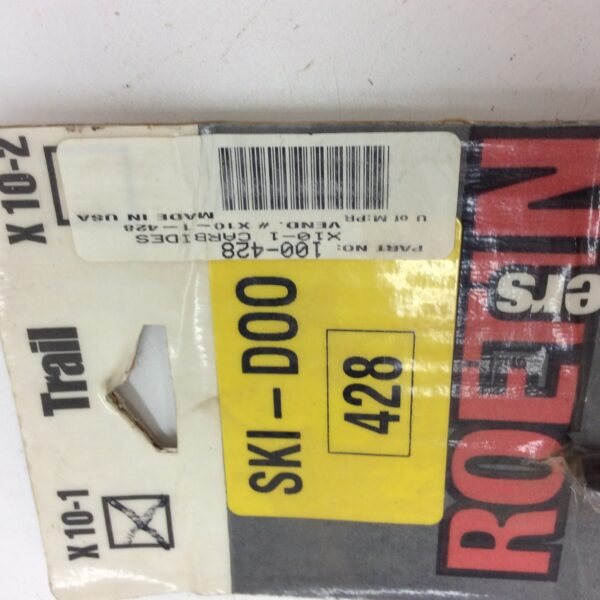 X 10-2
Trail
X 10-1
PART NO: 100-428
X10-1 CARBIDES
VEND. # X10-1-428
U of M:PR MADE IN USA
SKI-DOO
428
ers